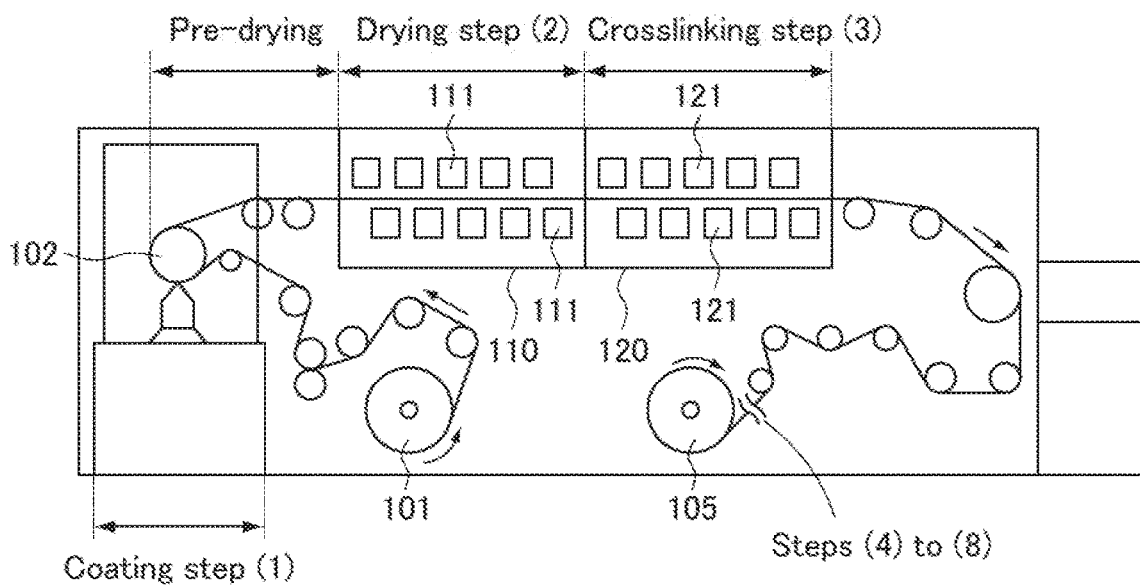 Pre-drying Drying step (2) Crosslinking step (3)
111 121
102
111 121
110 120
101 105
Steps (4) to (8)
Coating step (1)